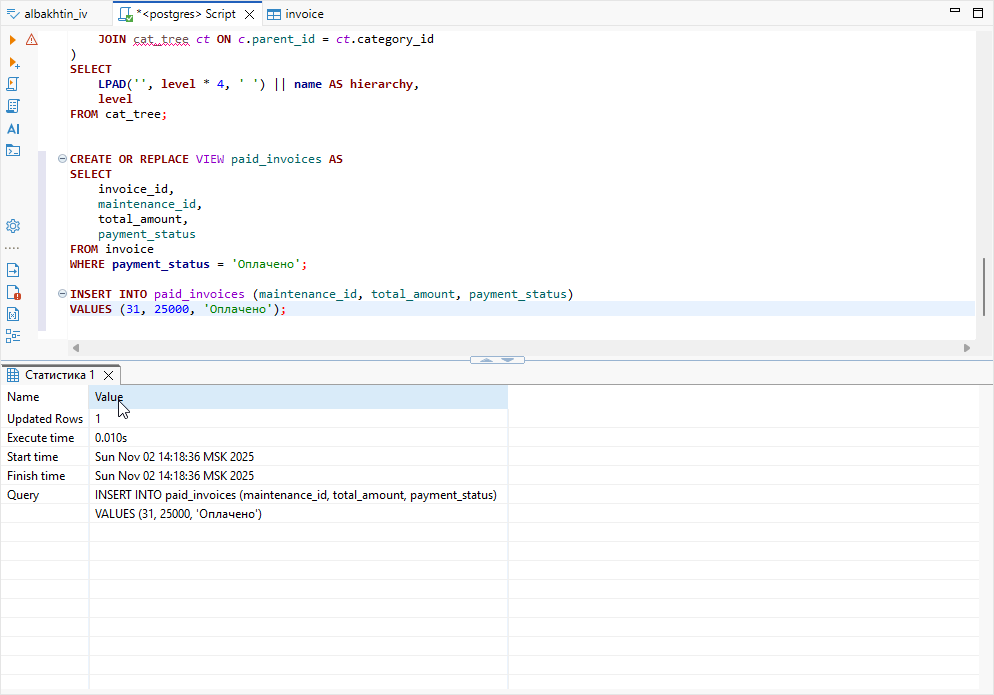 albakhtin_iv
*<postgres> Script
invoice
JOIN cat_tree ct ON c.parent_id = ct.category_id
)
SELECT
LPAD('', level * 4, ' ') || name AS hierarchy,
level
FROM cat_tree;
CREATE OR REPLACE VIEW paid_invoices AS
SELECT
invoice_id,
maintenance_id,
total_amount,
payment_status
FROM invoice
WHERE payment_status = 'Оплачено';
INSERT INTO paid_invoices (maintenance_id, total_amount, payment_status)
VALUES (31, 25000, 'Оплачено');
AI
Статистика 1
Name Value
Updated Rows 1
Execute time 0.010s
Start time Sun Nov 02 14:18:36 MSK 2025
Finish time Sun Nov 02 14:18:36 MSK 2025
Query INSERT INTO paid_invoices (maintenance_id, total_amount, payment_status)
VALUES (31, 25000, 'Оплачено')